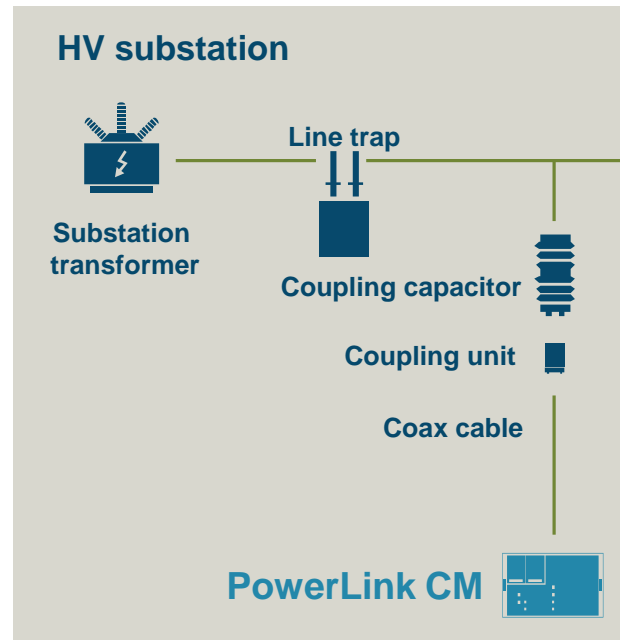 HV substation
Line trap
Substation
transformer
Coupling capacitor
Coupling unit
Coax cable
PowerLink CM